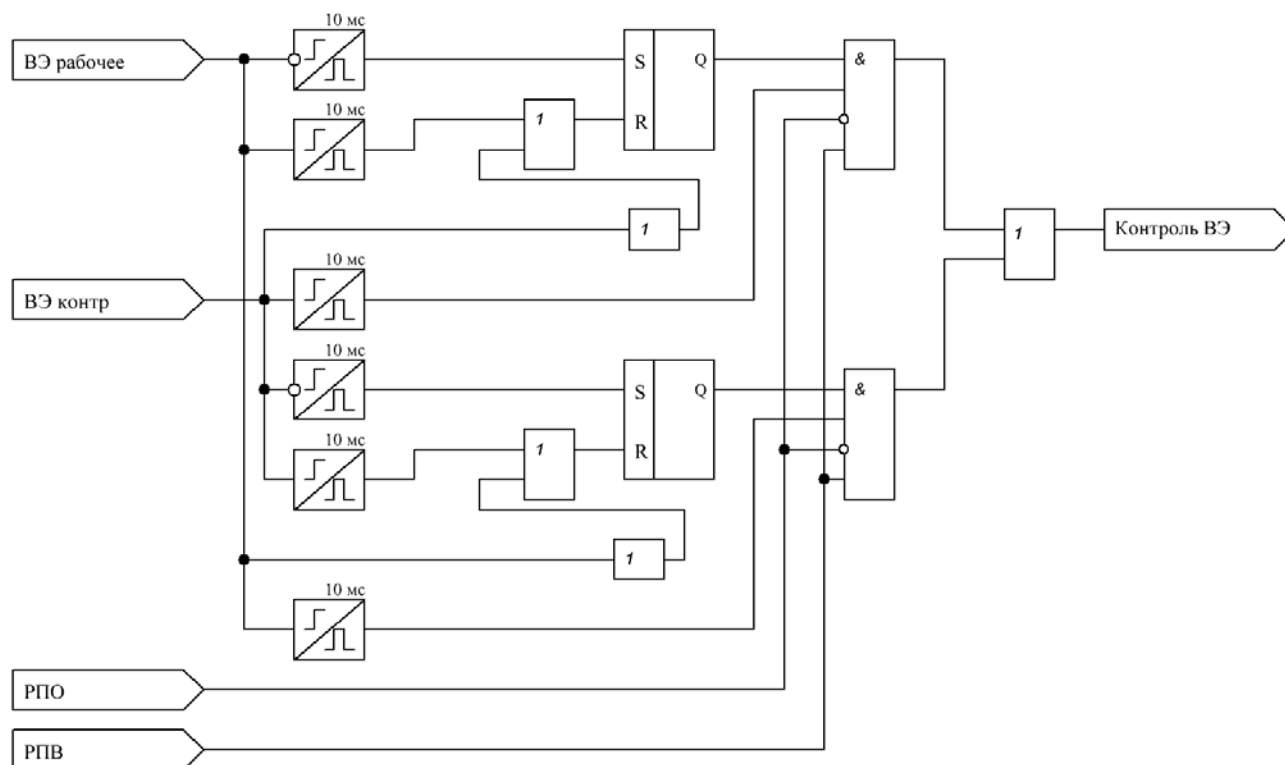 10 мс
ВЭ рабочее
S
Q
&
10 мс
1
R
1
1
Контроль ВЭ
10 мс
ВЭ контр
10 мс
S
Q
&
10 мс
1
R
1
10 мс
РПО
РПВ